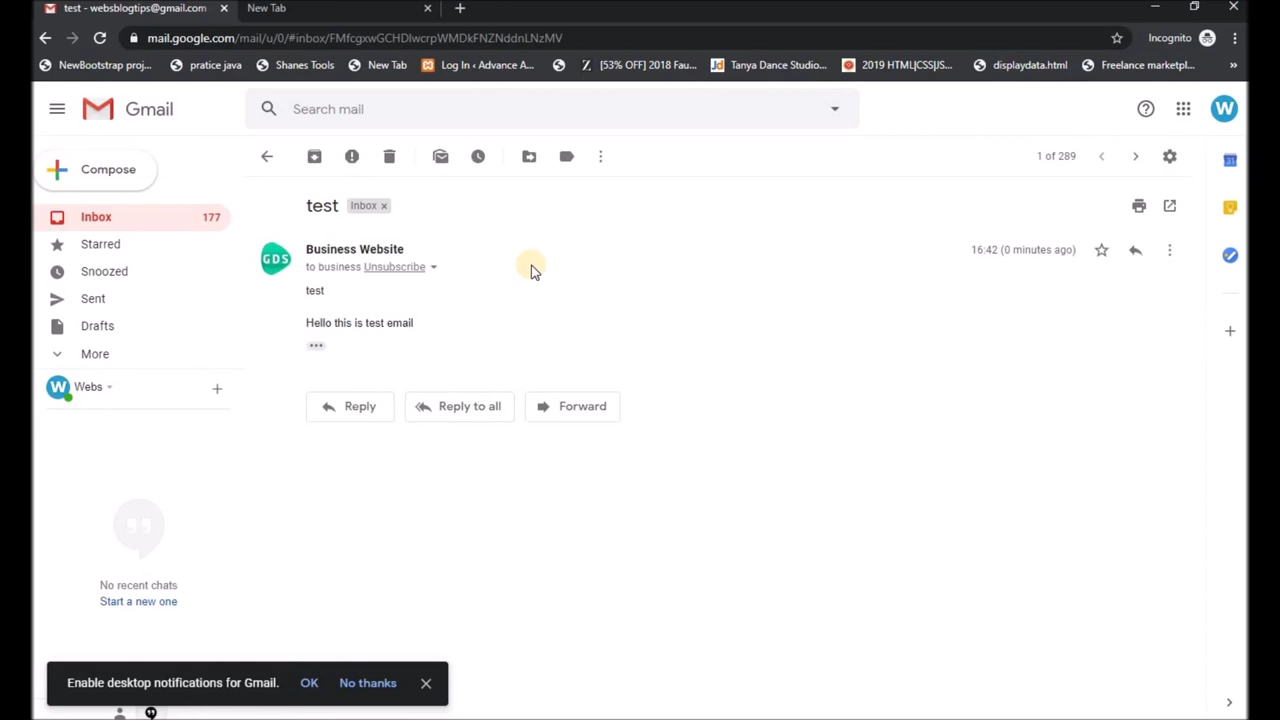 test - websblogtips@gmail.com
New Tab
mail.google.com/mail/u/0/#inbox/FMfcgxwGCHDlwcrpWMDkFNZNddnLNzMV
Incognito
NewBootstrap proj...
pratice java
Shanes Tools
New Tab
Log In ‹ Advance A...
Z [53% OFF] 2018 Fau...
Jd Tanya Dance Studio...
2019 HTML|CSS|JS...
displaydata.html
Freelance marketpl...
»
Gmail
Search mail
W
Compose
1 of 289
31
Inbox 177
test Inbox ×
Starred
Snoozed
GDS
Business Website
16:42 (0 minutes ago)
to business Unsubscribe
Sent
test
Drafts
Hello this is test email
More
W Webs
Reply
Reply to all
Forward
No recent chats
Start a new one
Enable desktop notifications for Gmail. OK No thanks